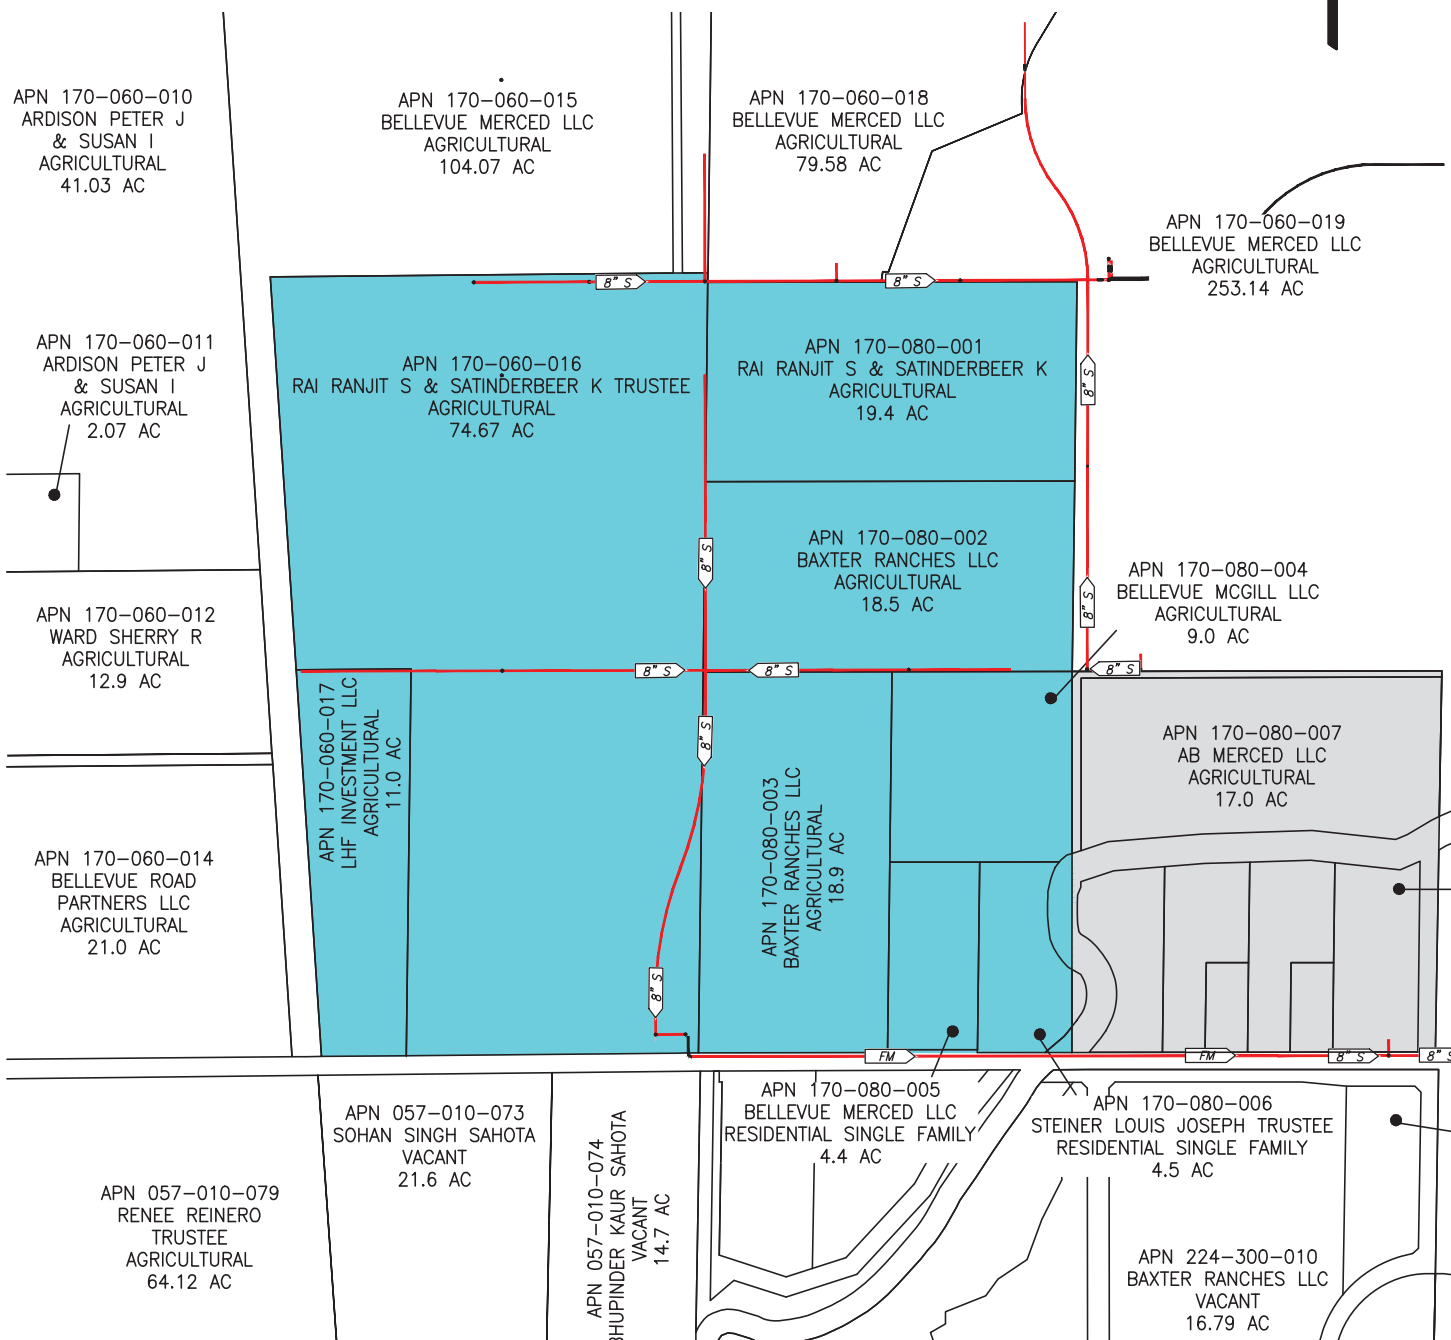 APN 170-060-010
ARDISON PETER J
& SUSAN I
AGRICULTURAL
41.03 AC
APN 170-060-015
BELLEVUE MERCED LLC
AGRICULTURAL
104.07 AC
APN 170-060-018
BELLEVUE MERCED LLC
AGRICULTURAL
79.58 AC
APN 170-060-019
BELLEVUE MERCED LLC
AGRICULTURAL
253.14 AC
8" S
8" S
APN 170-060-011
ARDISON PETER J
& SUSAN I
AGRICULTURAL
2.07 AC
APN 170-060-016
RAI RANJIT S & SATINDERBEER K TRUSTEE
AGRICULTURAL
74.67 AC
APN 170-080-001
RAI RANJIT S & SATINDERBEER K
AGRICULTURAL
19.4 AC
8" S
8" S
APN 170-080-002
BAXTER RANCHES LLC
AGRICULTURAL
18.5 AC
8" S
APN 170-080-004
BELLEVUE MCGILL LLC
AGRICULTURAL
9.0 AC
APN 170-060-012
WARD SHERRY R
AGRICULTURAL
12.9 AC
8" S
8" S
8" S
APN 170-060-017
LHF INVESTMENT LLC
AGRICULTURAL
11.0 AC
8" S
APN 170-080-003
BAXTER RANCHES LLC
AGRICULTURAL
18.9 AC
APN 170-080-007
AB MERCED LLC
AGRICULTURAL
17.0 AC
APN 170-060-014
BELLEVUE ROAD
PARTNERS LLC
AGRICULTURAL
21.0 AC
8" S
FM
FM
8" S
8" S
APN 057-010-073
SOHAN SINGH SAHOTA
VACANT
21.6 AC
APN 057-010-074
BHUPINDER KAUR SAHOTA
VACANT
14.7 AC
APN 170-080-005
BELLEVUE MERCED LLC
RESIDENTIAL SINGLE FAMILY
4.4 AC
APN 170-080-006
STEINER LOUIS JOSEPH TRUSTEE
RESIDENTIAL SINGLE FAMILY
4.5 AC
APN 057-010-079
RENEE REINERO
TRUSTEE
AGRICULTURAL
64.12 AC
APN 224-300-010
BAXTER RANCHES LLC
VACANT
16.79 AC